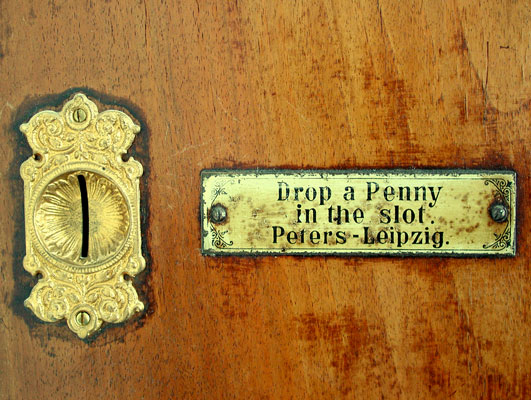 Drop a Penny
in the slot.
Peters-Leipzig.